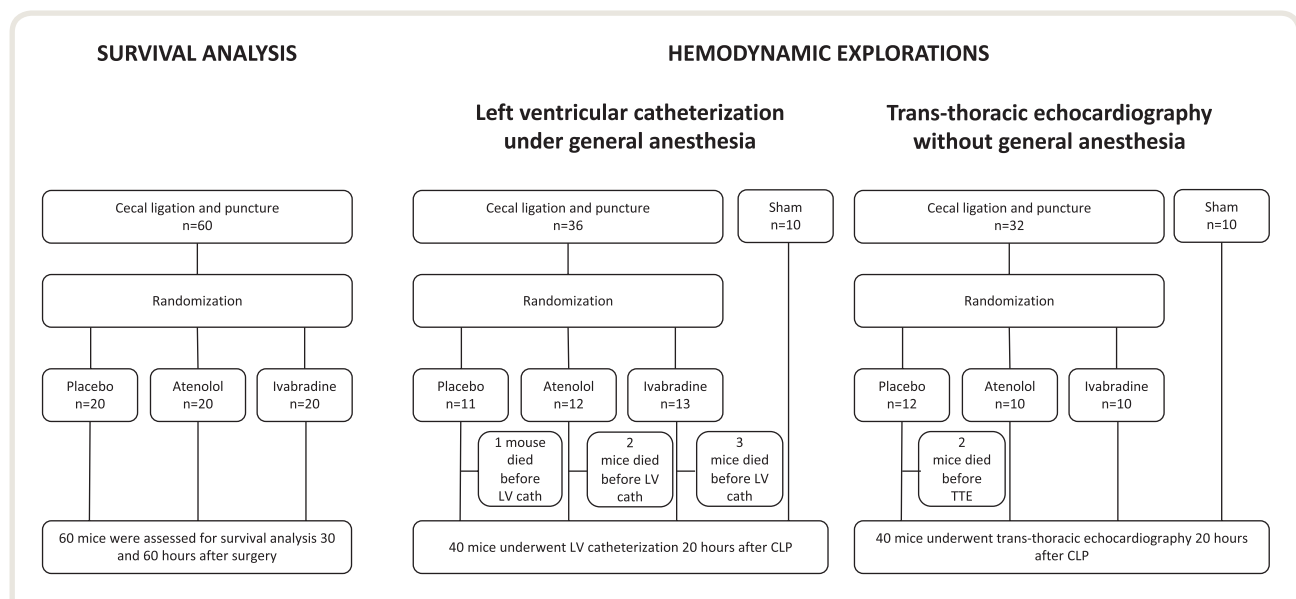 SURVIVAL ANALYSIS
HEMODYNAMIC EXPLORATIONS
Left ventricular catheterization
under general anesthesia
Trans-thoracic echocardiography
without general anesthesia
Cecal ligation and puncture
n=60
Randomization
Placebo
n=20
Atenolol
n=20
Ivabradine
n=20
60 mice were assessed for survival analysis 30
and 60 hours after surgery
Cecal ligation and puncture
n=36
Sham
n=10
Randomization
Placebo
n=11
Atenolol
n=12
Ivabradine
n=13
1 mouse
died
before
LV cath
2
mice died
before LV
cath
3
mice died
before LV
cath
40 mice underwent LV catheterization 20 hours after CLP
Cecal ligation and puncture
n=32
Sham
n=10
Randomization
Placebo
n=12
Atenolol
n=10
Ivabradine
n=10
2
mice died
before
TTE
40 mice underwent trans-thoracic echocardiography 20 hours
after CLP